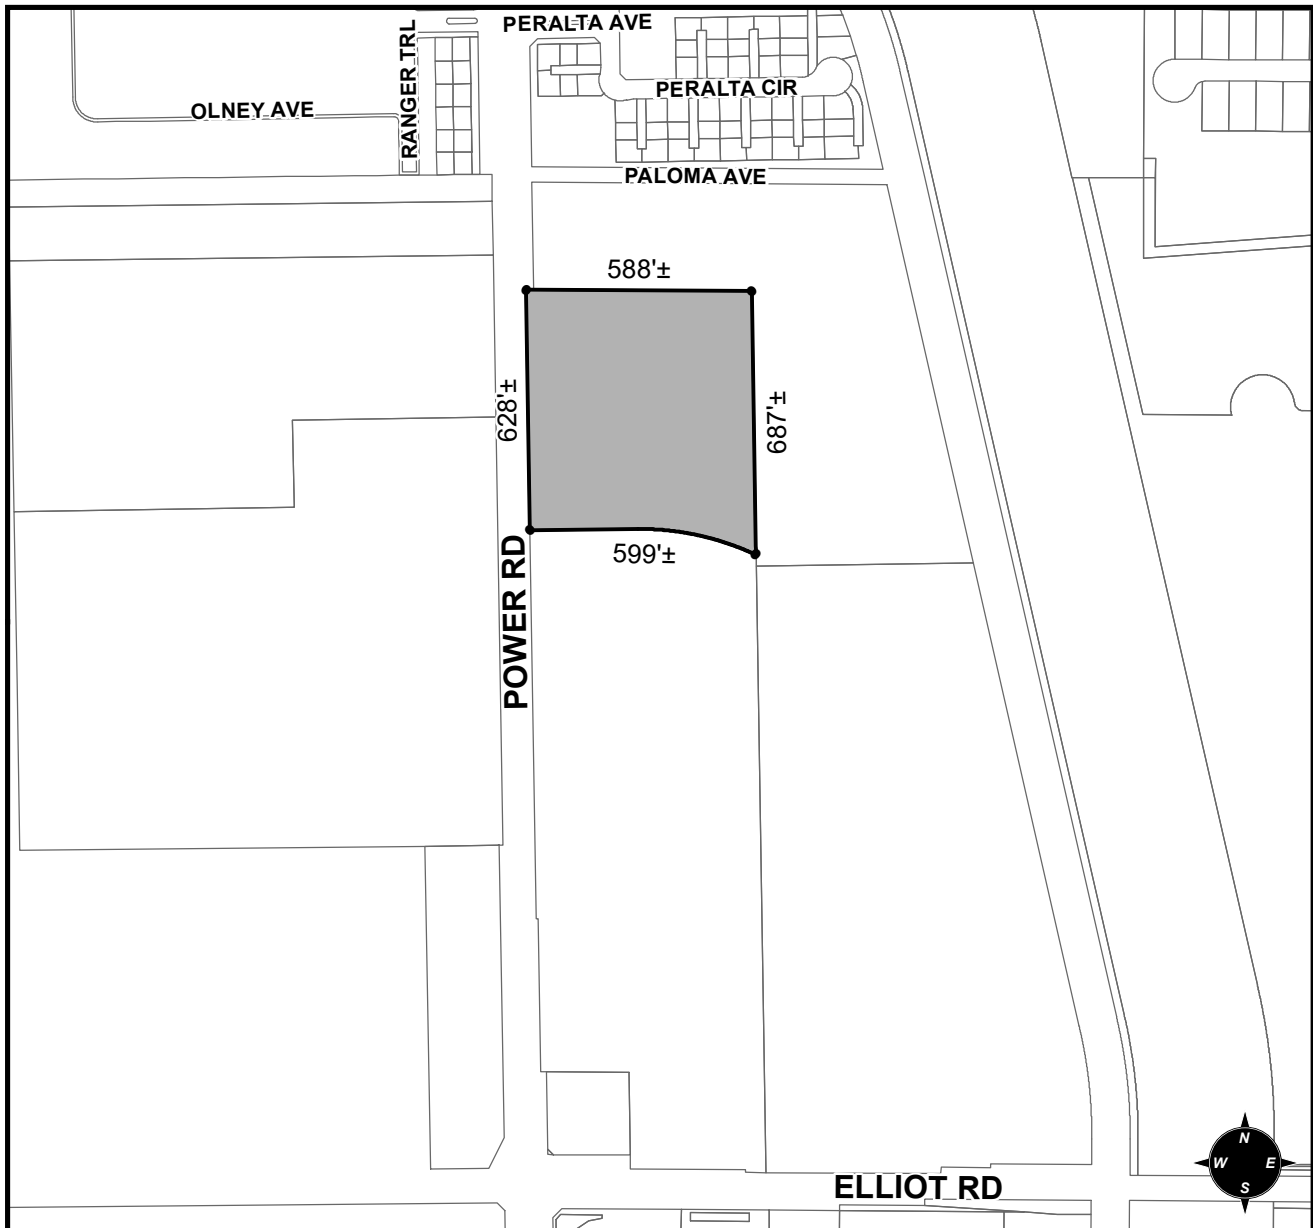 PERALTA AVE
RANGER TRL
PERALTA CIR
OLNEY AVE
PALOMA AVE
588'±
628'±
687'±
599'±
POWER RD
N
W E
S
ELLIOT RD